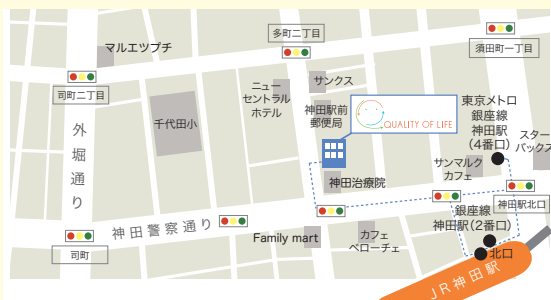 多町二丁目
須田町一丁目
マルエツプチ
司町二丁目
サンクス
ニュー
セントラル
ホテル
神田駅前
郵便局
QUALITY OF LIFE
東京メトロ
銀座線
神田駅
(4番口)
スター
バックス
千代田小
外堀通り
サンマルク
カフェ
神田治療院
神田駅北口
銀座線
神田駅(2番口)
神田警察通り
Family mart
カフェ
ベローチェ
司町
北口
JR神田駅